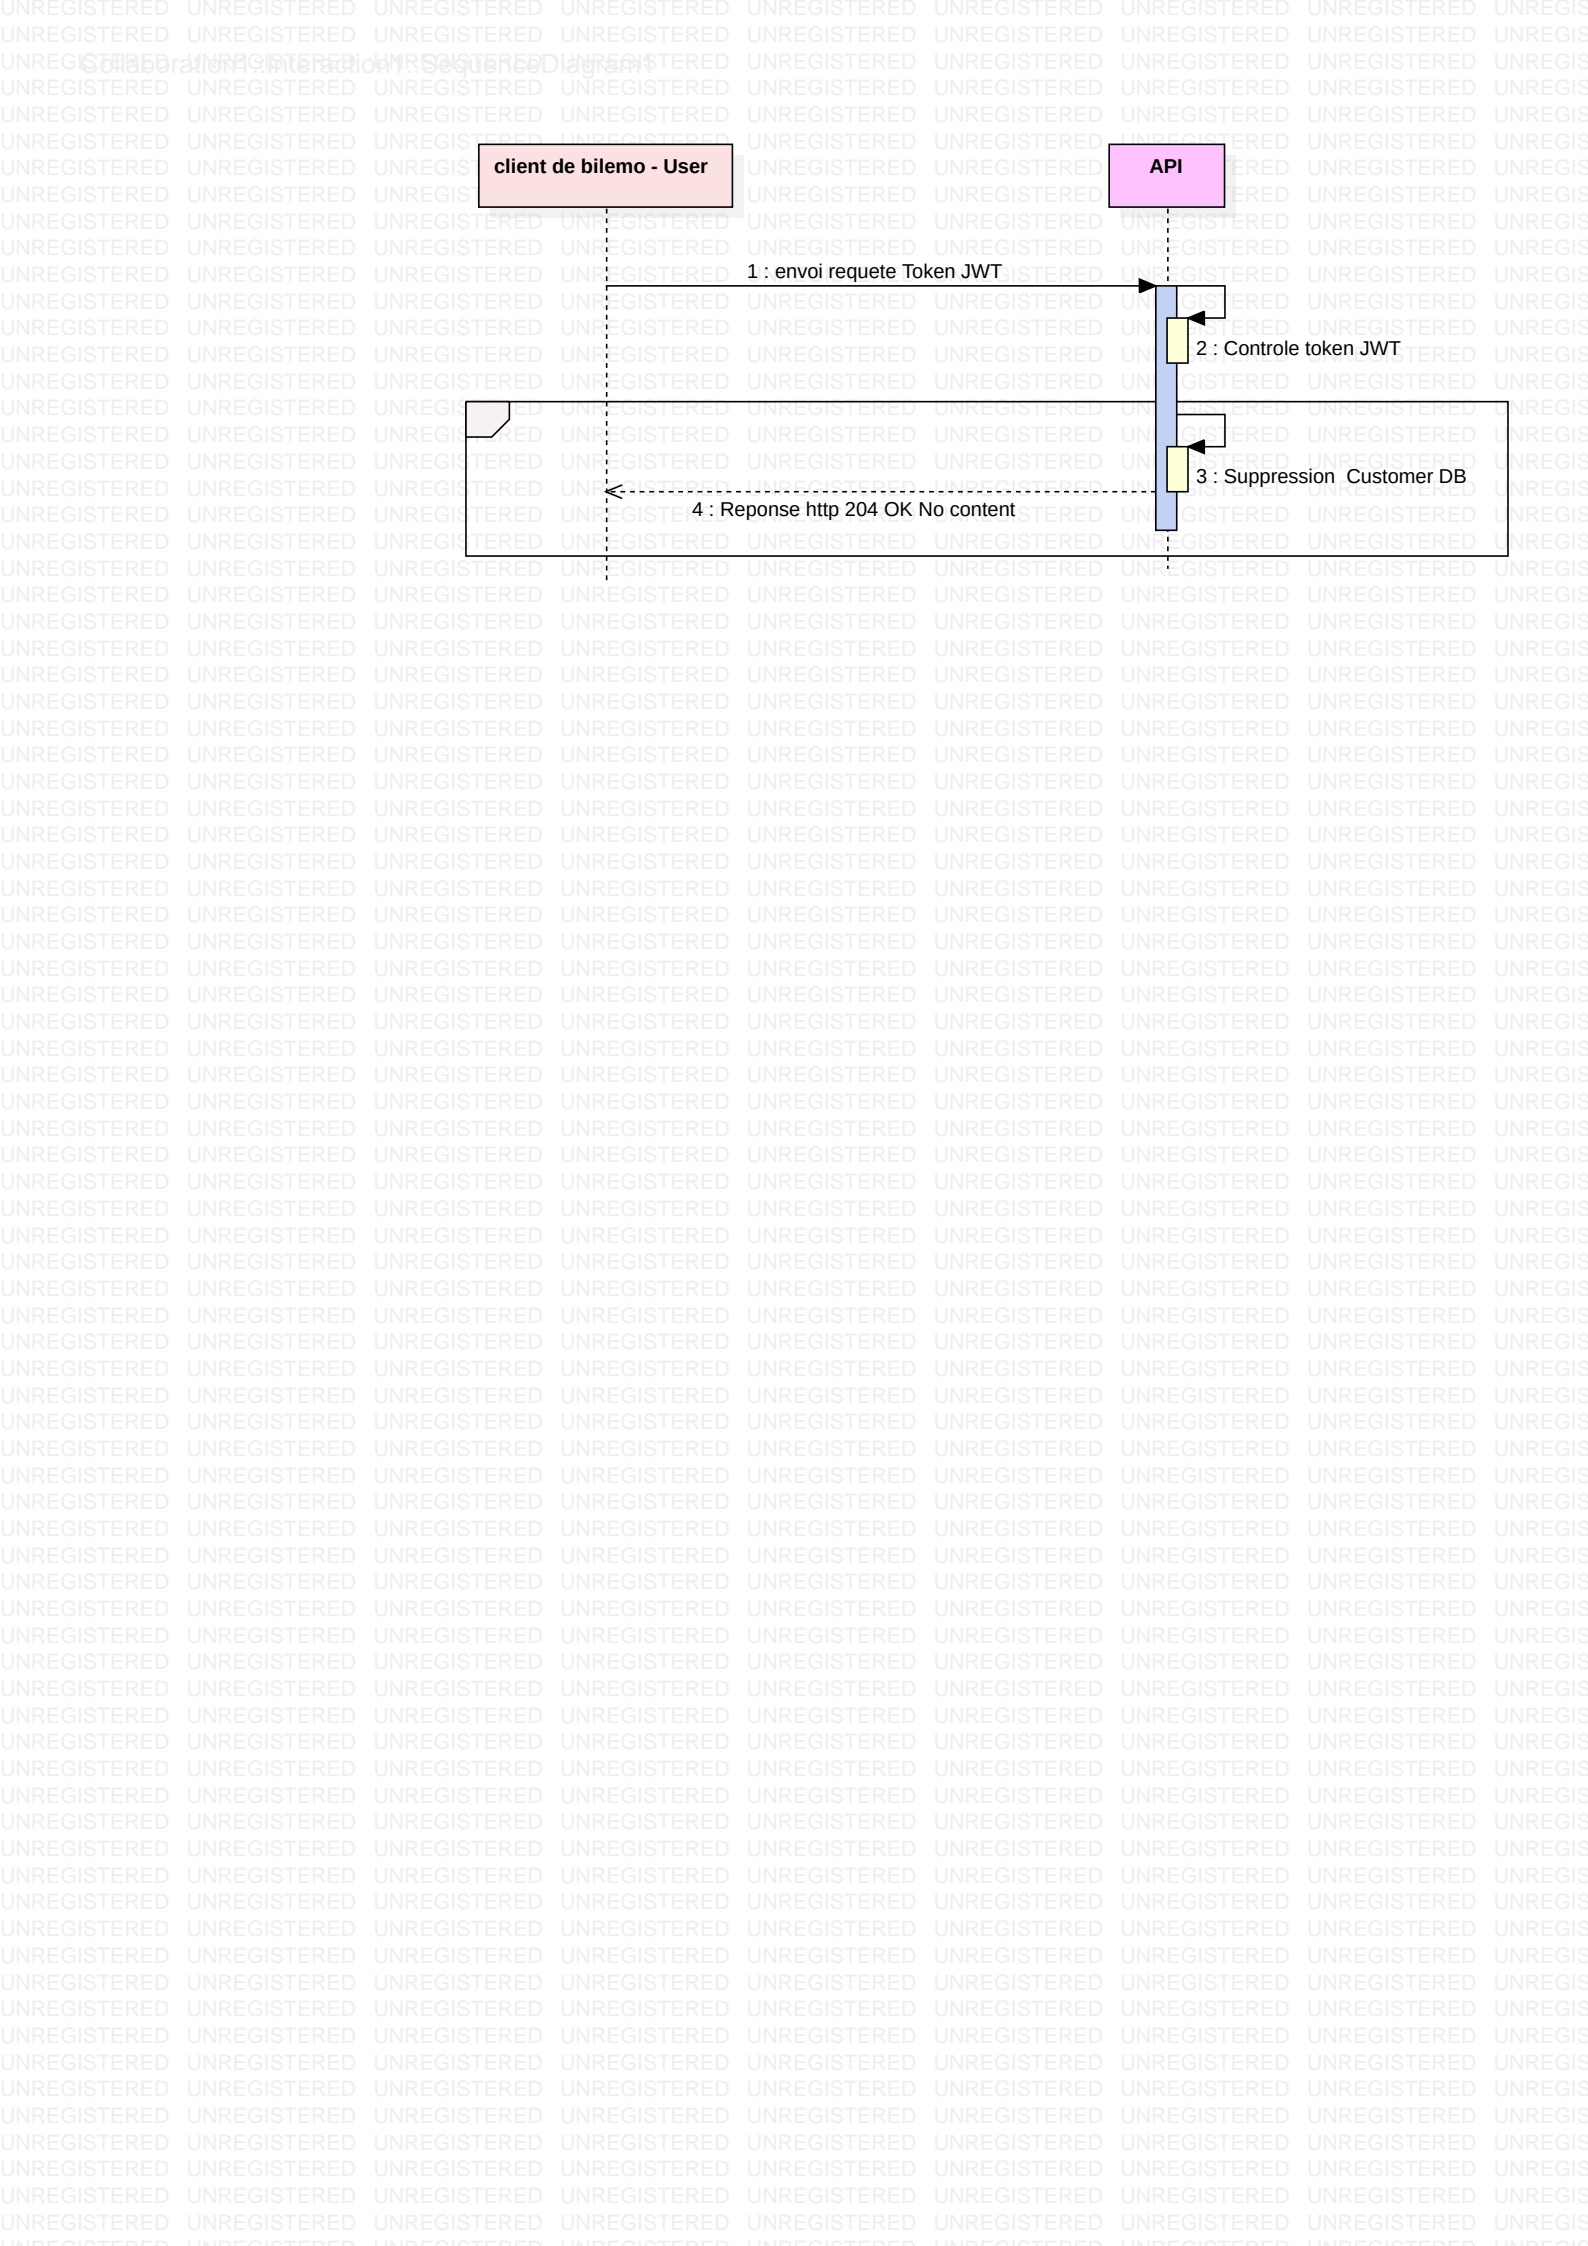 Collaboration1::Interaction1::SequenceDiagram1
client de bilemo - User
API
1 : envoi requete Token JWT
2 : Controle token JWT
3 : Suppression  Customer DB
4 : Reponse http 204 OK No content
UNREGISTERED